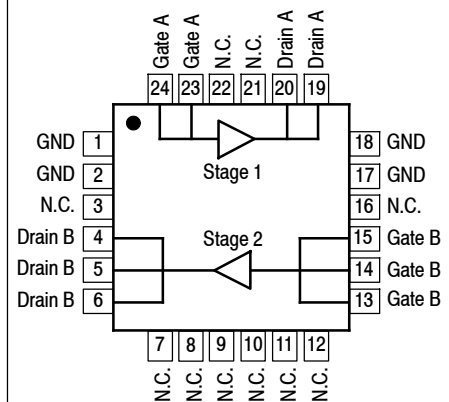 Gate A
Gate A
N.C.
N.C.
Drain A
Drain A
24 23 22 21 20 19
GND 1
GND 2
N.C. 3
Drain B 4
Drain B 5
Drain B 6
Stage 1
Stage 2
18 GND
17 GND
16 N.C.
15 Gate B
14 Gate B
13 Gate B
7 8 9 10 11 12
N.C.
N.C.
N.C.
N.C.
N.C.
N.C.